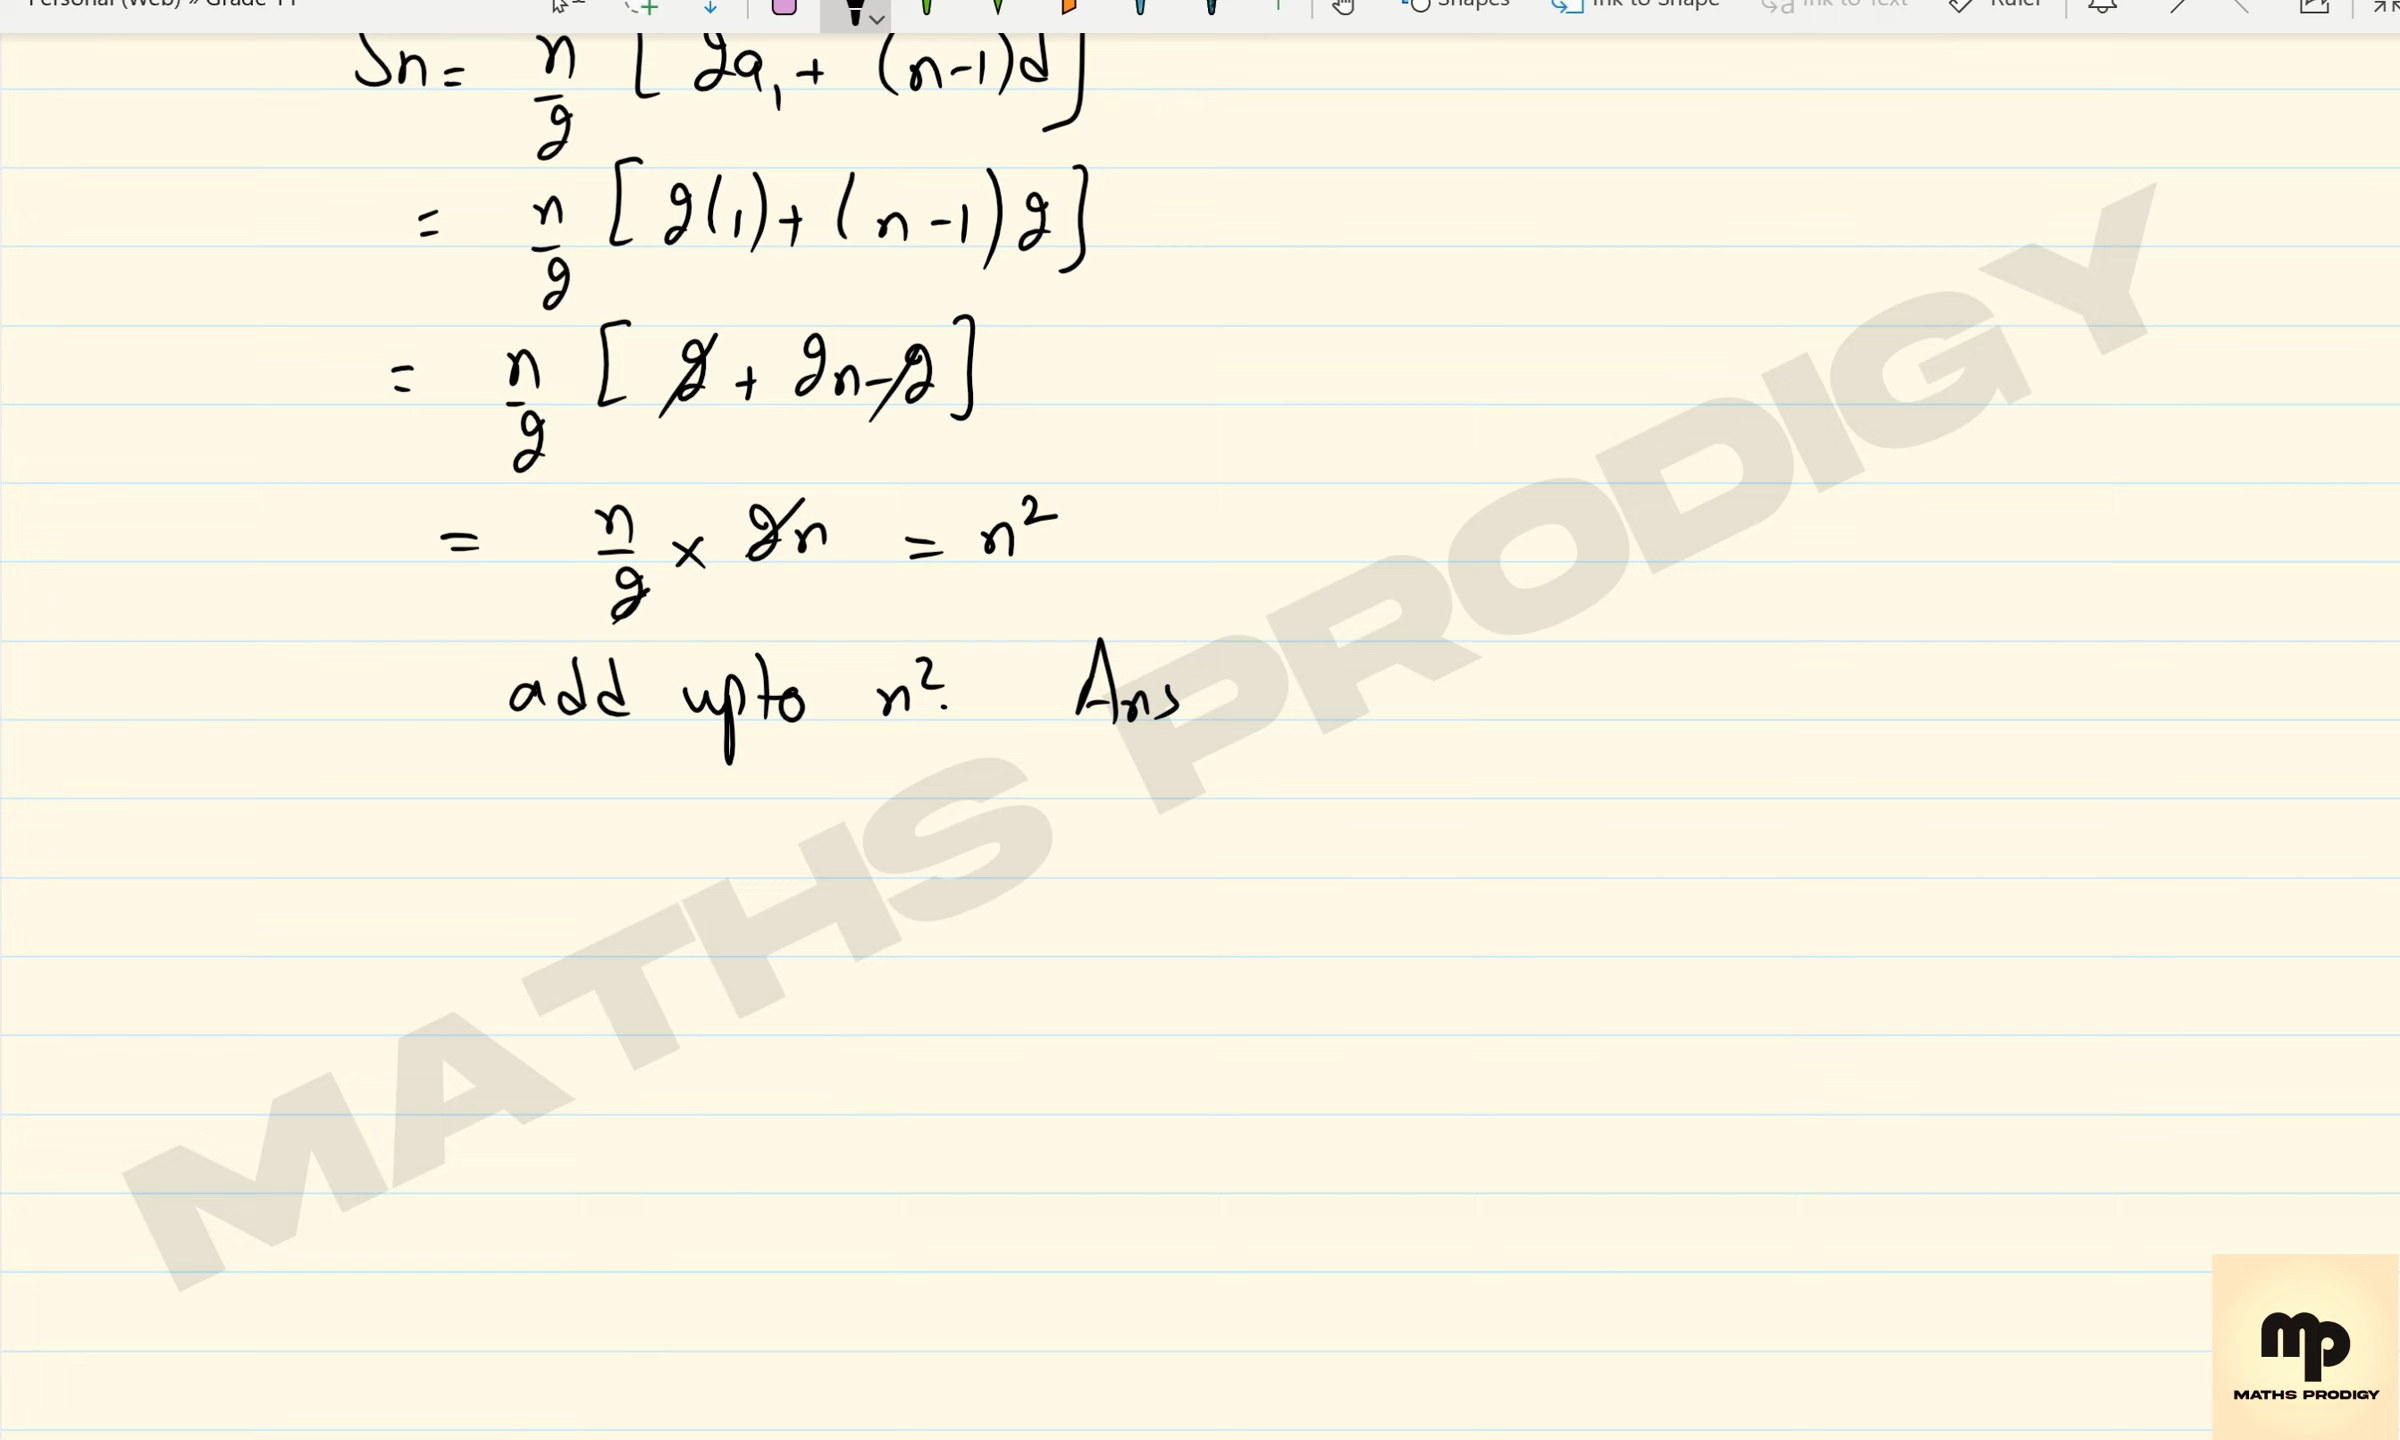 Personal (Web) » Grade 11
Shapes Ink to Shape Ink to Text Ruler
Sn = n/2 [ 2a₁ + (n-1)d ]
= n/2 [ 2(1) + (n-1) 2 ]
= n/2 [ 2 + 2n - 2 ]
= n/2 × 2n = n²
add upto n². Ans
MATHS PRODIGY
mp
MATHS PRODIGY